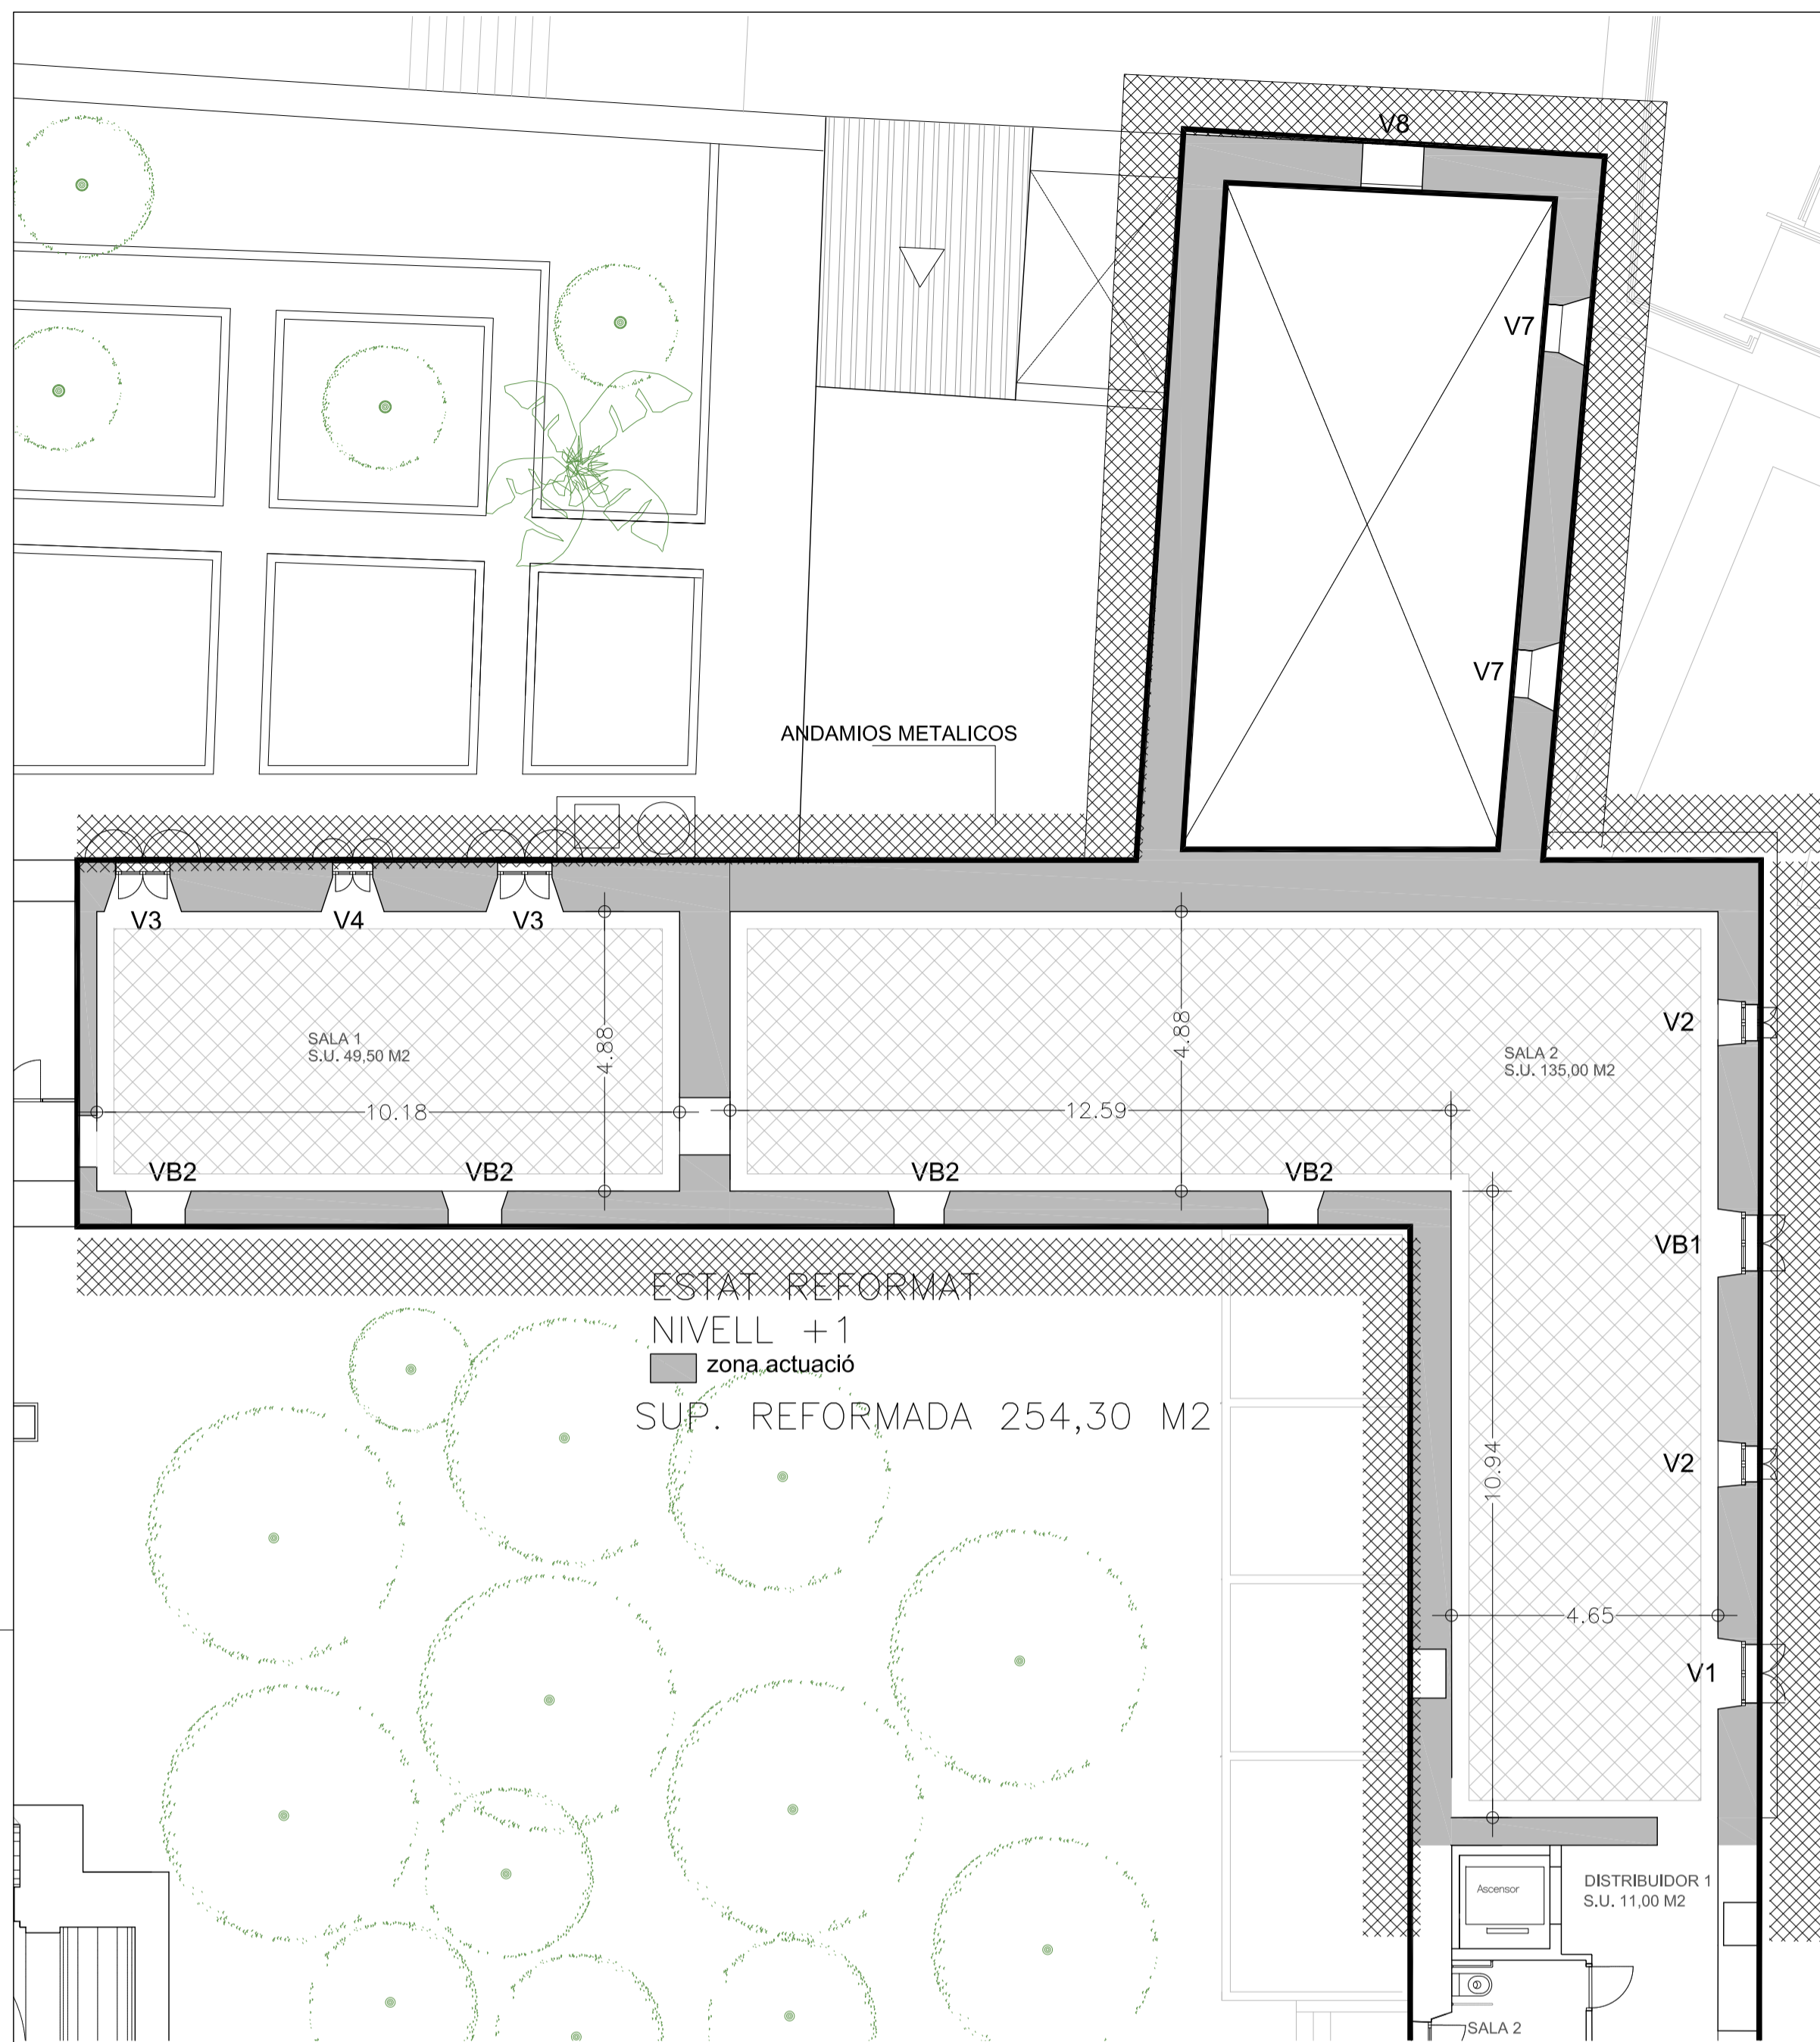 V8
V7
V7
ANDAMIOS METALICOS
V3
V4
V3
V2
4.88
4.88
SALA 1
S.U. 49,50 M2
SALA 2
S.U. 135,00 M2
10.18
12.59
VB2
VB2
VB2
VB2
VB1
ESTAT REFORMAT
NIVELL +1
zona actuació
SUP. REFORMADA 254,30 M2
V2
10.94
4.65
V1
Ascensor
DISTRIBUIDOR 1
S.U. 11,00 M2
SALA 2